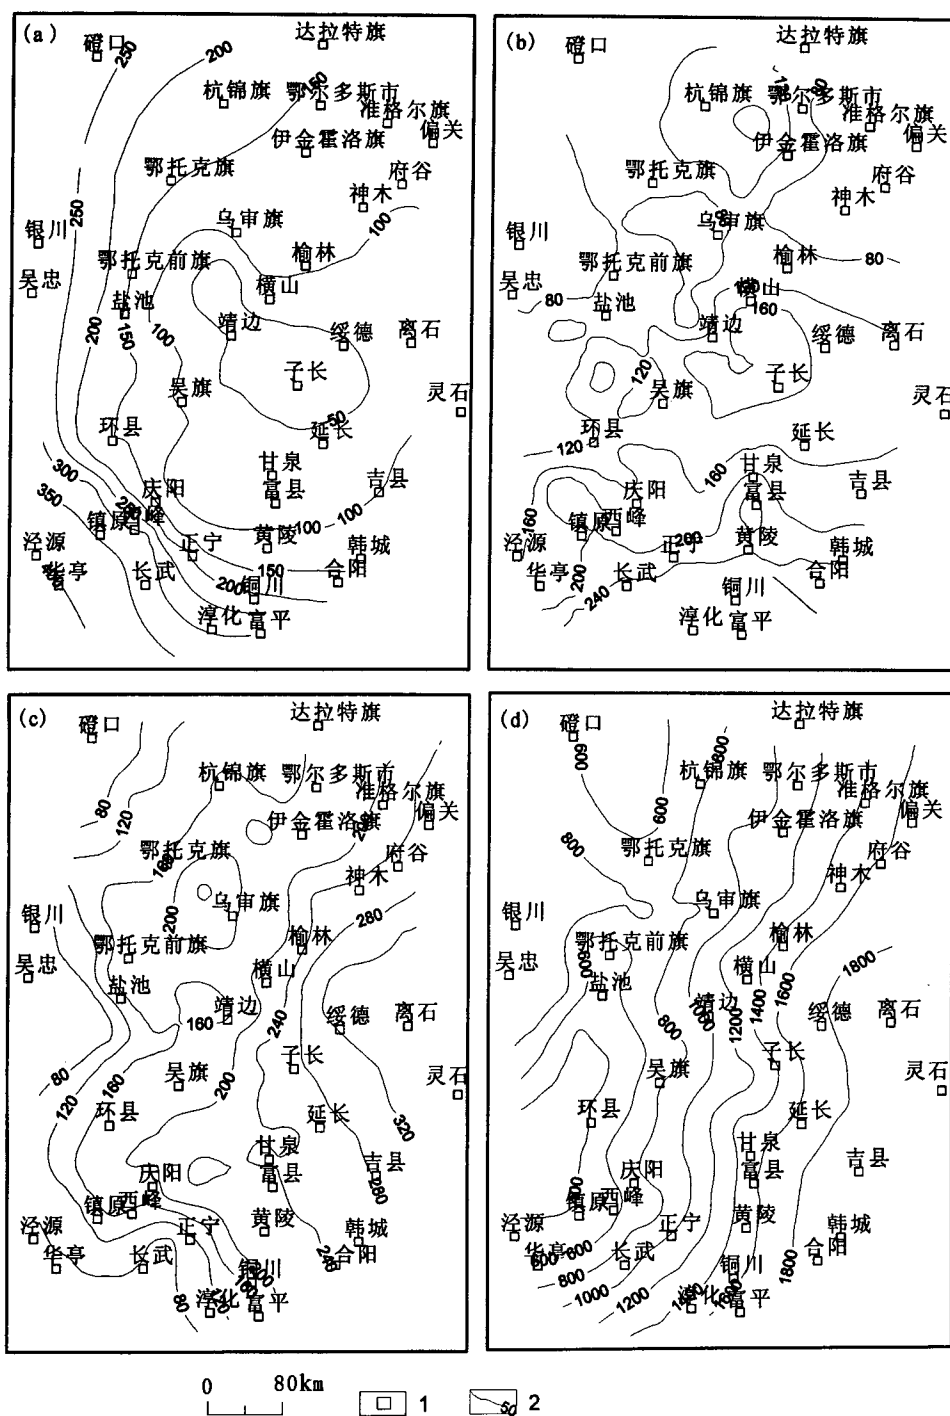 (a)
磴口
达拉特旗
250
200
杭锦旗
鄂尔多斯市
150
准格尔旗
偏关
伊金霍洛旗
鄂托克旗
府谷
神木
250
银川
乌审旗
100
榆林
吴忠
鄂托克前旗
横山
盐池
200
150
100
靖边
绥德
离石
子长
吴旗
灵石
环县
50
延长
300
甘泉
350
庆阳
富县
吉县
250
镇原
100
100
泾源
正宁
黄陵
韩城
华亭
长武
150
合阳
200
铜川
淳化
富平
(b)
磴口
达拉特旗
80
杭锦旗
鄂尔多斯市
准格尔旗
偏关
伊金霍洛旗
鄂托克旗
府谷
神木
银川
乌审旗
榆林
80
吴忠
鄂托克前旗
横山
80
盐池
160
靖边
绥德
离石
120
子长
吴旗
灵石
环县
120
延长
160
甘泉
庆阳
富县
吉县
160
镇原
西峰
200
泾源
正宁
黄陵
韩城
华亭
200
长武
240
合阳
铜川
淳化
富平
(c)
磴口
达拉特旗
80
120
杭锦旗
鄂尔多斯市
准格尔旗
偏关
伊金霍洛旗
鄂托克旗
府谷
神木
银川
200
乌审旗
280
榆林
吴忠
鄂托克前旗
横山
盐池
160
靖边
240
绥德
离石
80
160
吴旗
200
子长
灵石
120
环县
延长
320
甘泉
庆阳
富县
吉县
280
镇原
西峰
泾源
正宁
黄陵
韩城
华亭
长武
合阳
铜川
80
淳化
富平
(d)
磴口
达拉特旗
600
800
杭锦旗
鄂尔多斯市
准格尔旗
偏关
600
伊金霍洛旗
800
鄂托克旗
府谷
神木
银川
乌审旗
榆林
吴忠
鄂托克前旗
600
横山
1800
盐池
1600
1400
靖边
1200
绥德
离石
800
子长
吴旗
灵石
环县
延长
甘泉
庆阳
富县
吉县
镇原
西峰
泾源
正宁
黄陵
韩城
华亭
600
长武
1800
合阳
800
铜川
1000
1200
淳化
富平
0 80km
1
50
2